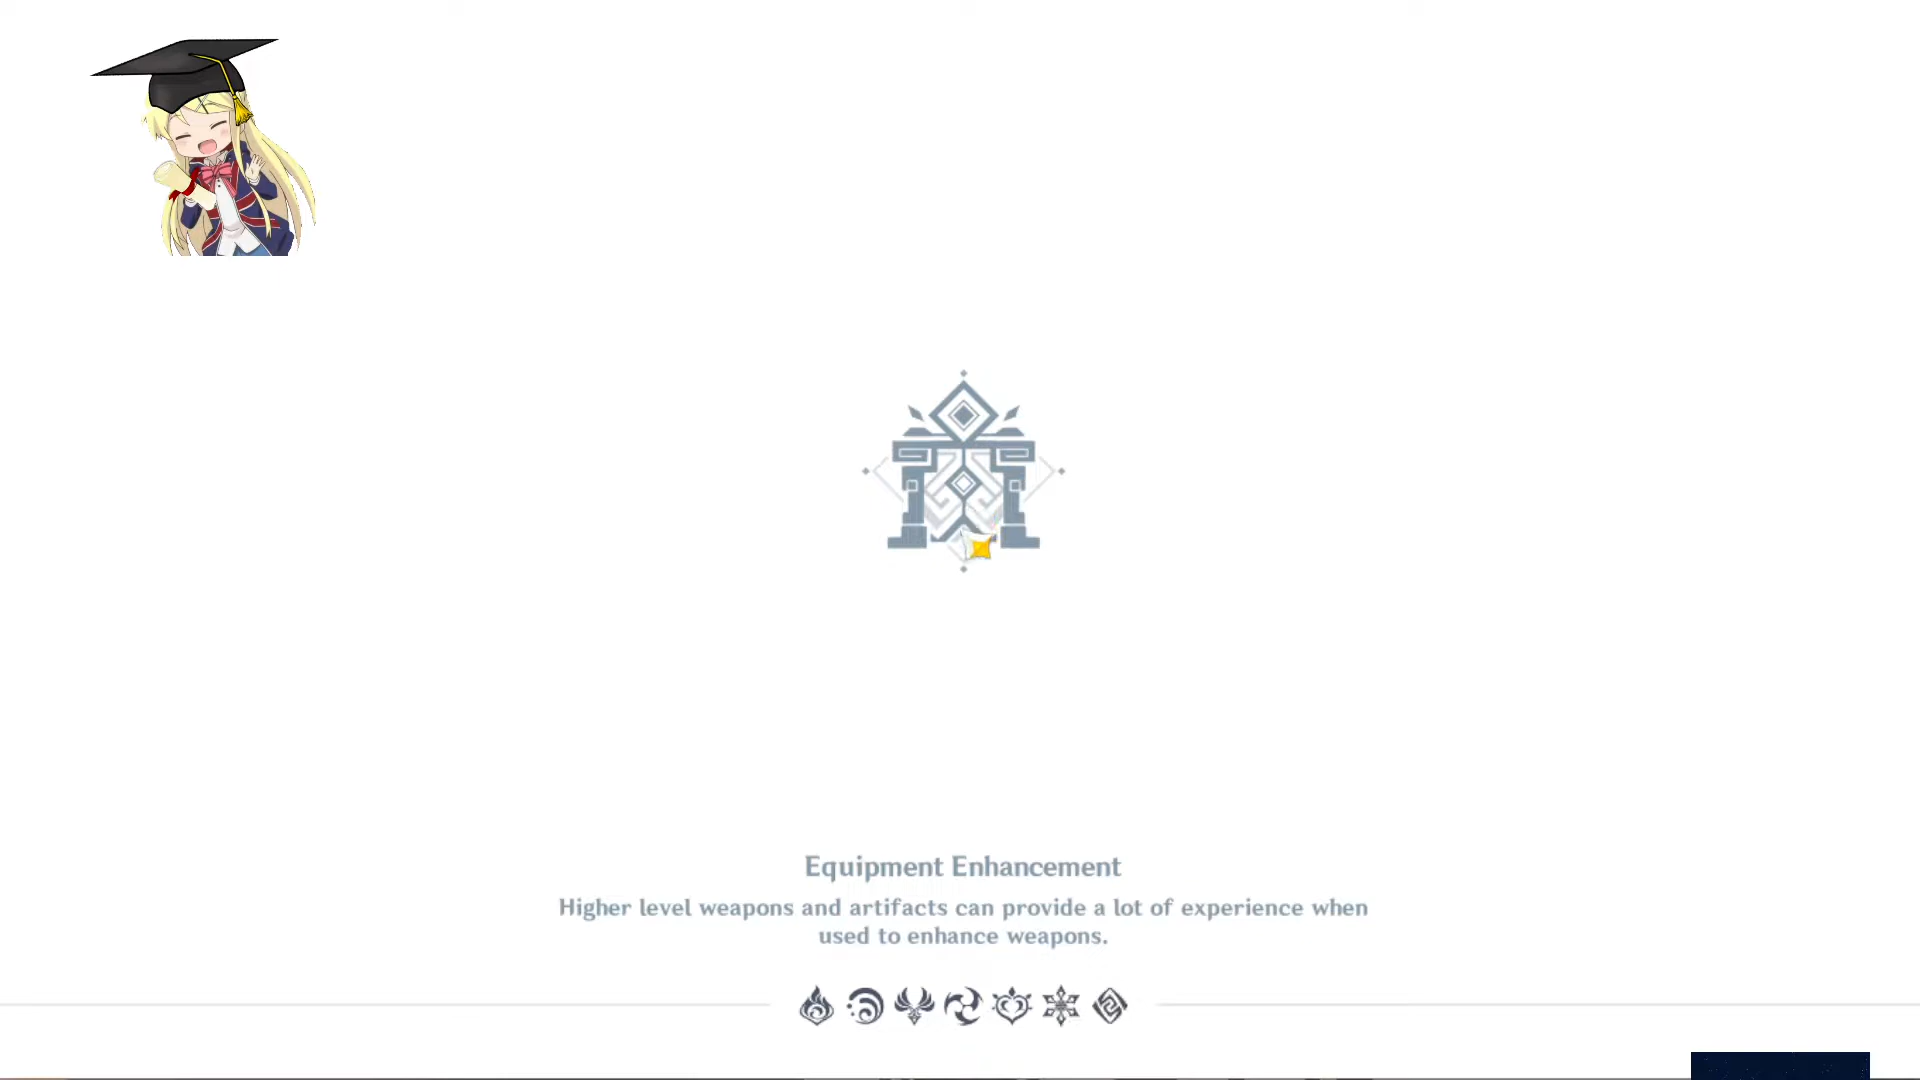 Equipment Enhancement
Higher level weapons and artifacts can provide a lot of experience when
used to enhance weapons.